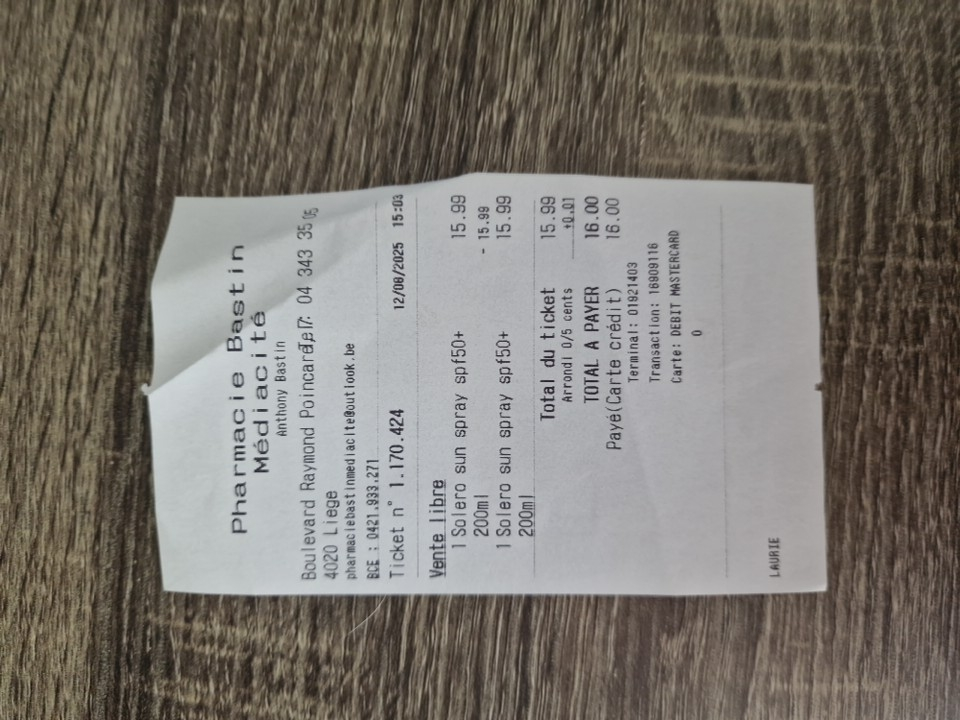 Pharmacie Bastin
Médiacité
Anthony Bastin
Boulevard Raymond Poincaré,17: 04 343 35 05
4020 Liege
pharmaciebastinmediacite@outlook.be
BCE : 0421.933.271
Ticket n° 1.170.424 12/08/2025 15:03
Vente libre
1 Solero sun spray spf50+ 15.99
200ml - 15.99
1 Solero sun spray spf50+ 15.99
200ml
Total du ticket 15.99
Arrondi 0/5 cents +0.01
TOTAL A PAYER 16.00
Payé(Carte crédit) 16.00
Terminal: 01921403
Transaction: 16909116
Carte: DEBIT MASTERCARD
0
LAURIE